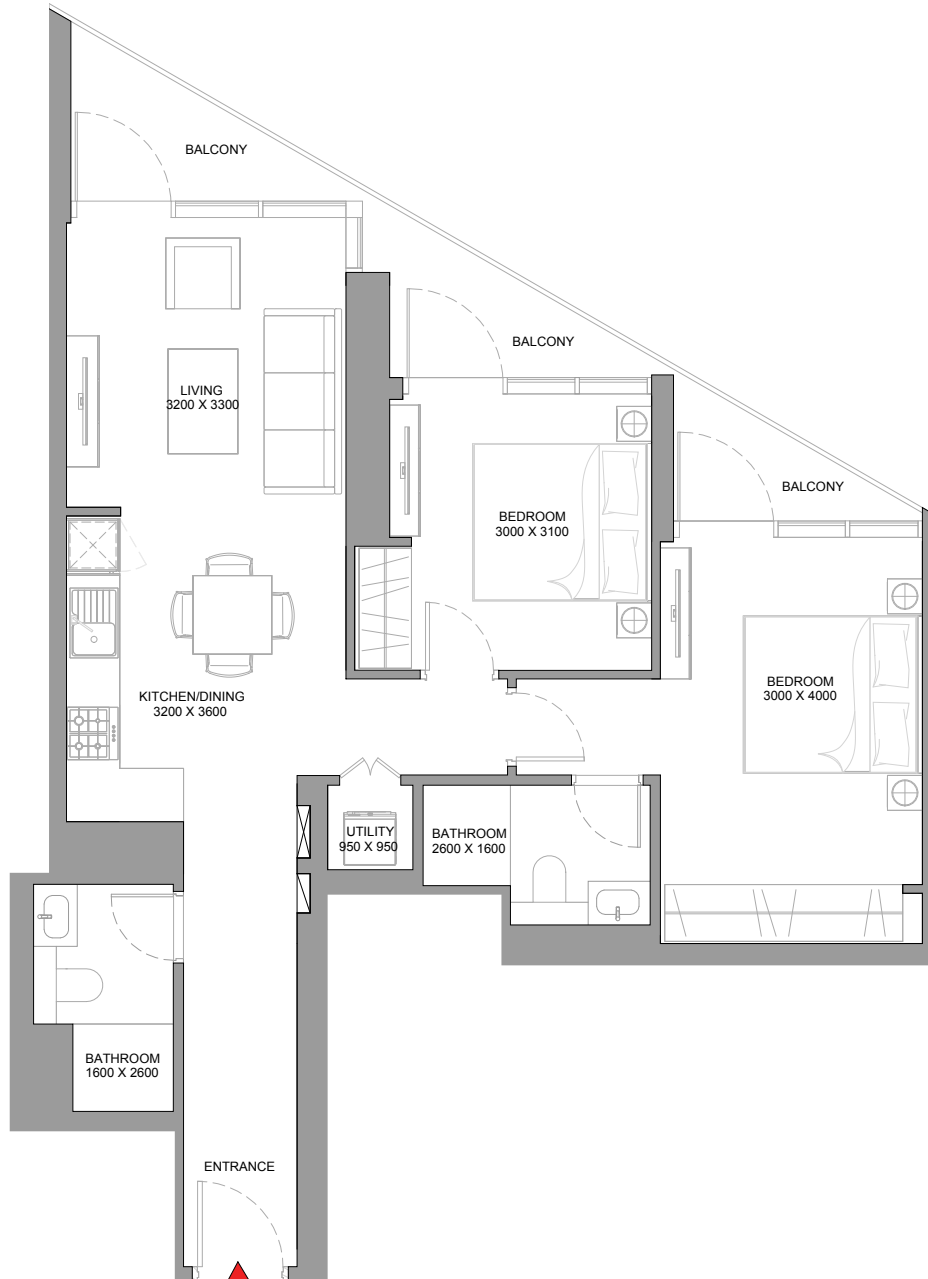 BALCONY
BALCONY
LIVING
3200 X 3300
BALCONY
BEDROOM
3000 X 3100
KITCHEN/DINING
3200 X 3600
BEDROOM
3000 X 4000
UTILITY
950 X 950
BATHROOM
2600 X 1600
BATHROOM
1600 X 2600
ENTRANCE